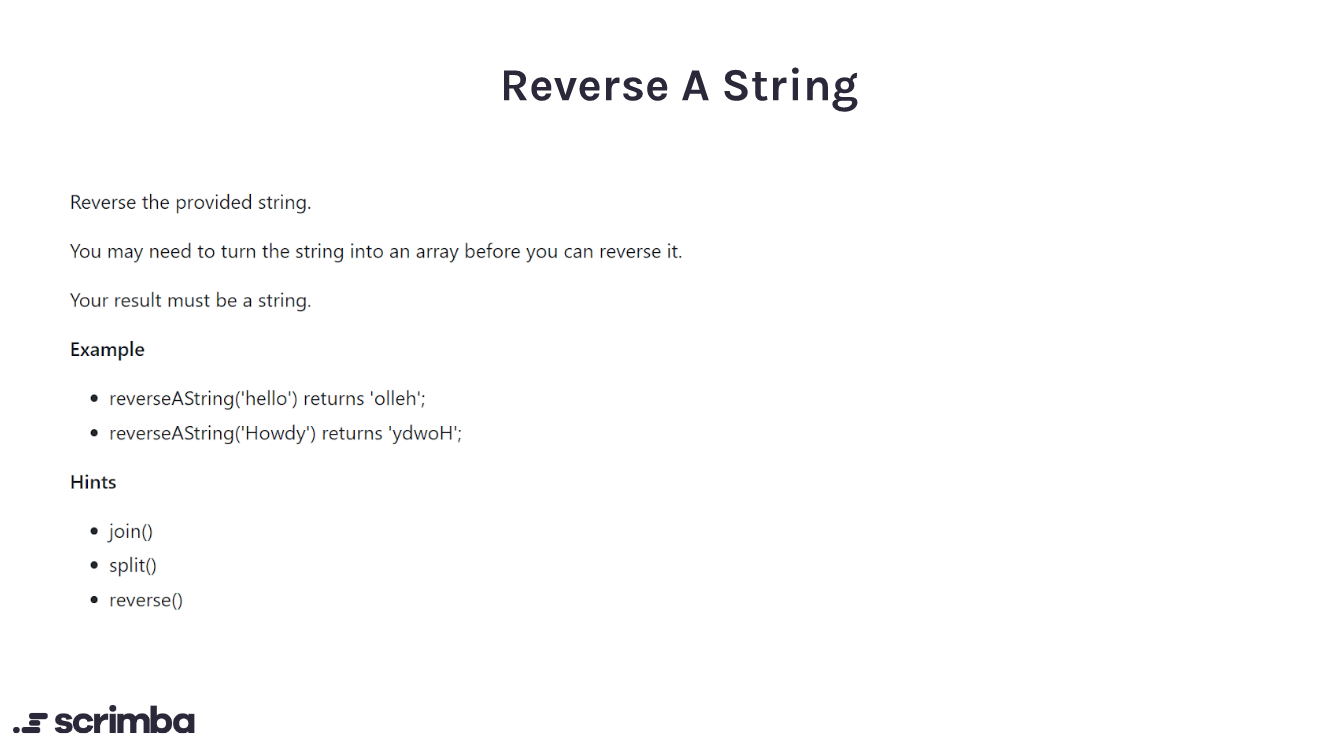 Reverse A String
Reverse the provided string.
You may need to turn the string into an array before you can reverse it.
Your result must be a string.
Example
• reverseAString('hello') returns 'olleh';
• reverseAString('Howdy') returns 'ydwoH';
Hints
• join()
• split()
• reverse()
scrimba